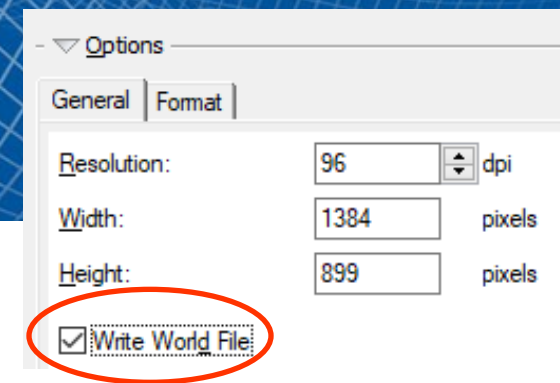 Options
General Format
Resolution: 96 dpi
Width: 1384 pixels
Height: 899 pixels
Write World File